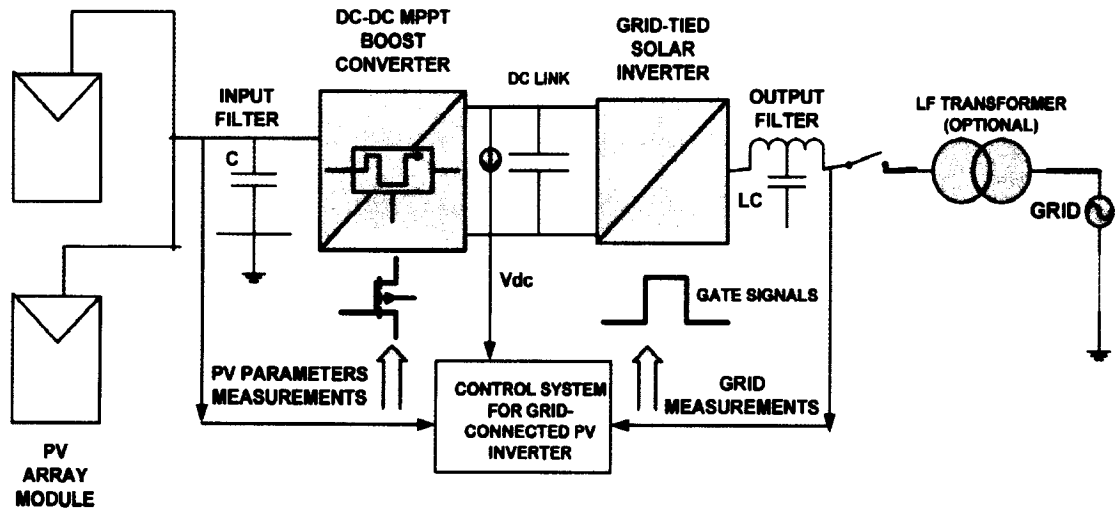 DC-DC MPPT
BOOST
CONVERTER
GRID-TIED
SOLAR
INVERTER
DC LINK
INPUT
FILTER
OUTPUT
FILTER
LF TRANSFORMER
(OPTIONAL)
C
LC
GRID
Vdc
GATE SIGNALS
PV PARAMETERS
MEASUREMENTS
CONTROL SYSTEM
FOR GRID-
CONNECTED PV
INVERTER
GRID
MEASUREMENTS
PV
ARRAY
MODULE